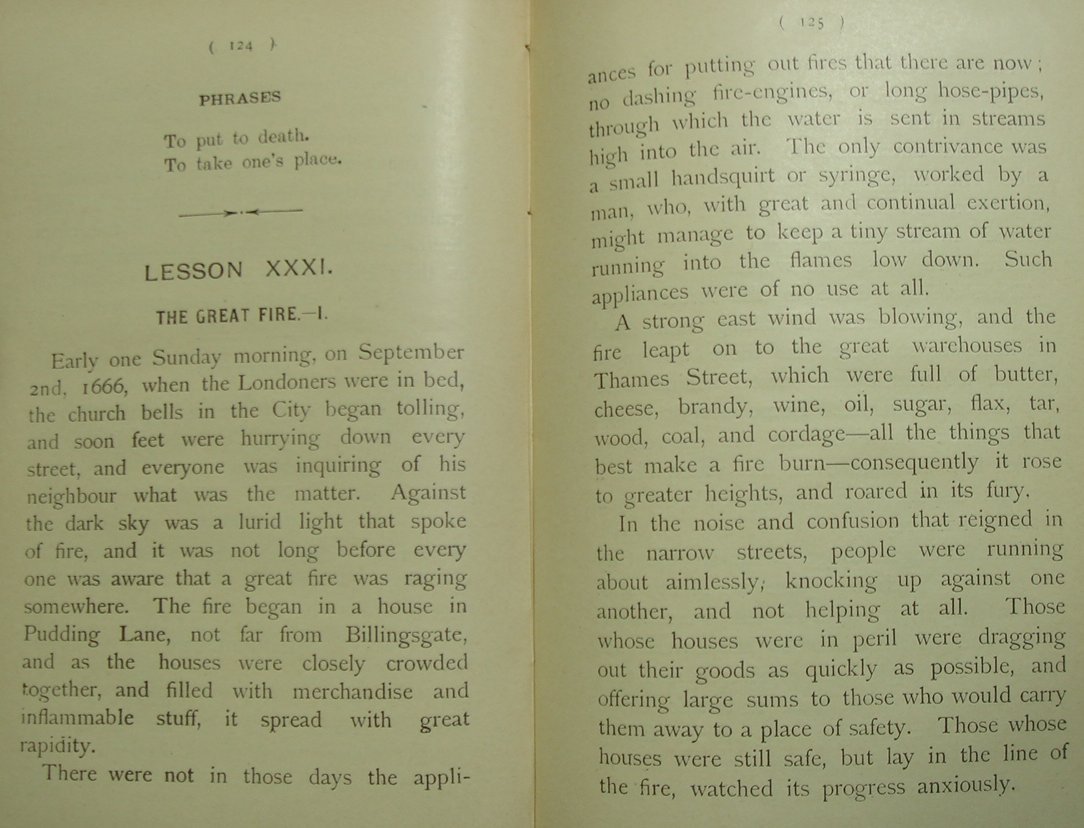 ( 124 )
PHRASES
To put to death.
To take one's place.
LESSON XXXI.
THE GREAT FIRE.—I.
Early one Sunday morning, on September
2nd, 1666, when the Londoners were in bed,
the church bells in the City began tolling,
and soon feet were hurrying down every
street, and everyone was inquiring of his
neighbour what was the matter. Against
the dark sky was a lurid light that spoke
of fire, and it was not long before every
one was aware that a great fire was raging
somewhere. The fire began in a house in
Pudding Lane, not far from Billingsgate,
and as the houses were closely crowded
together, and filled with merchandise and
inflammable stuff, it spread with great
rapidity.
There were not in those days the appli-
( 125 )
ances for putting out fires that there are now;
no dashing fire-engines, or long hose-pipes,
through which the water is sent in streams
high into the air. The only contrivance was
a small handsquirt or syringe, worked by a
man, who, with great and continual exertion,
might manage to keep a tiny stream of water
running into the flames low down. Such
appliances were of no use at all.
A strong east wind was blowing, and the
fire leapt on to the great warehouses in
Thames Street, which were full of butter,
cheese, brandy, wine, oil, sugar, flax, tar,
wood, coal, and cordage—all the things that
best make a fire burn—consequently it rose
to greater heights, and roared in its fury.
In the noise and confusion that reigned in
the narrow streets, people were running
about aimlessly, knocking up against one
another, and not helping at all. Those
whose houses were in peril were dragging
out their goods as quickly as possible, and
offering large sums to those who would carry
them away to a place of safety. Those whose
houses were still safe, but lay in the line of
the fire, watched its progress anxiously.